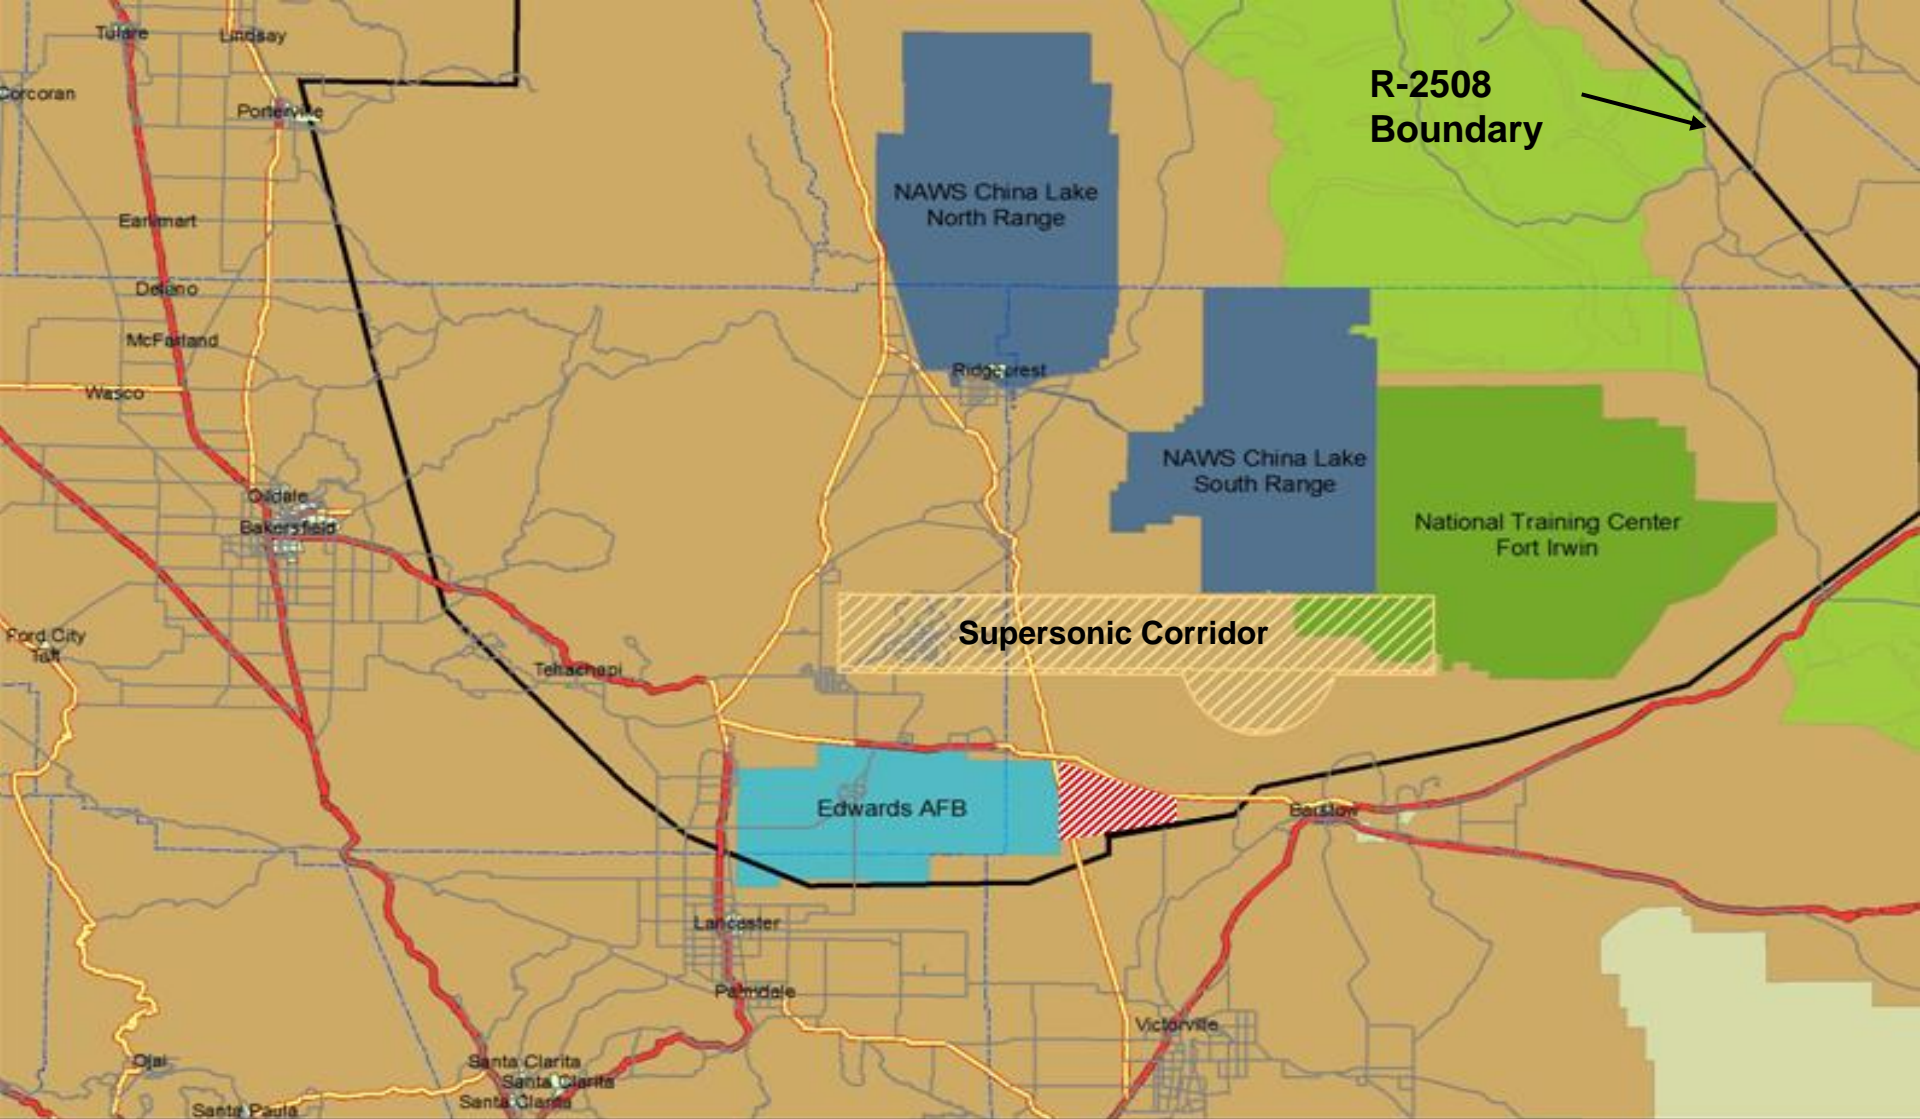 Tulare
Lindsay
Corcoran
Porterville
R-2508
Boundary
NAWS China Lake
North Range
Earlimart
Delano
McFarland
Wasco
Ridgecrest
NAWS China Lake
South Range
Oildale
Bakersfield
National Training Center
Fort Irwin
Ford City
Taft
Supersonic Corridor
Tehachapi
Edwards AFB
Barstow
Lancaster
Palmdale
Victorville
Ojai
Santa Clarita
Santa Clarita
Santa Clarita
Santa Paula